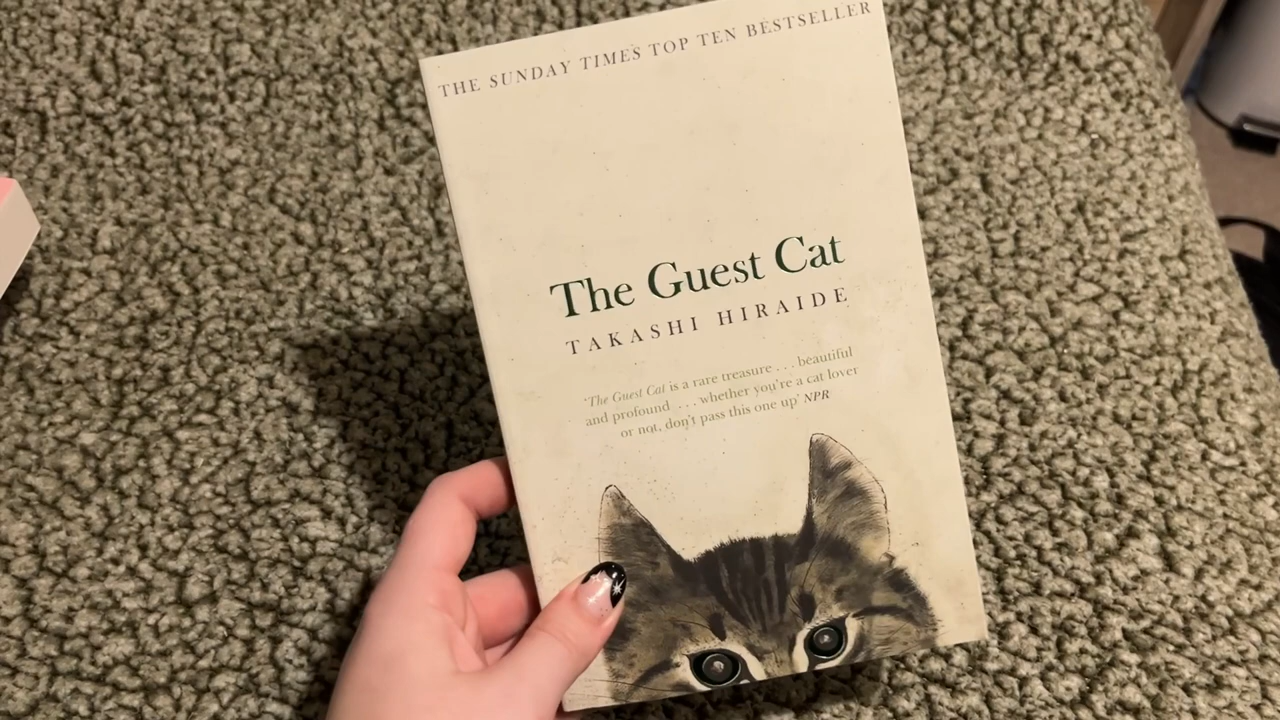 THE SUNDAY TIMES TOP TEN BESTSELLER
The Guest Cat
TAKASHI HIRAIDE
‘The Guest Cat is a rare treasure . . . beautiful
and profound . . . whether you’re a cat lover
or not, don’t pass this one up’ NPR